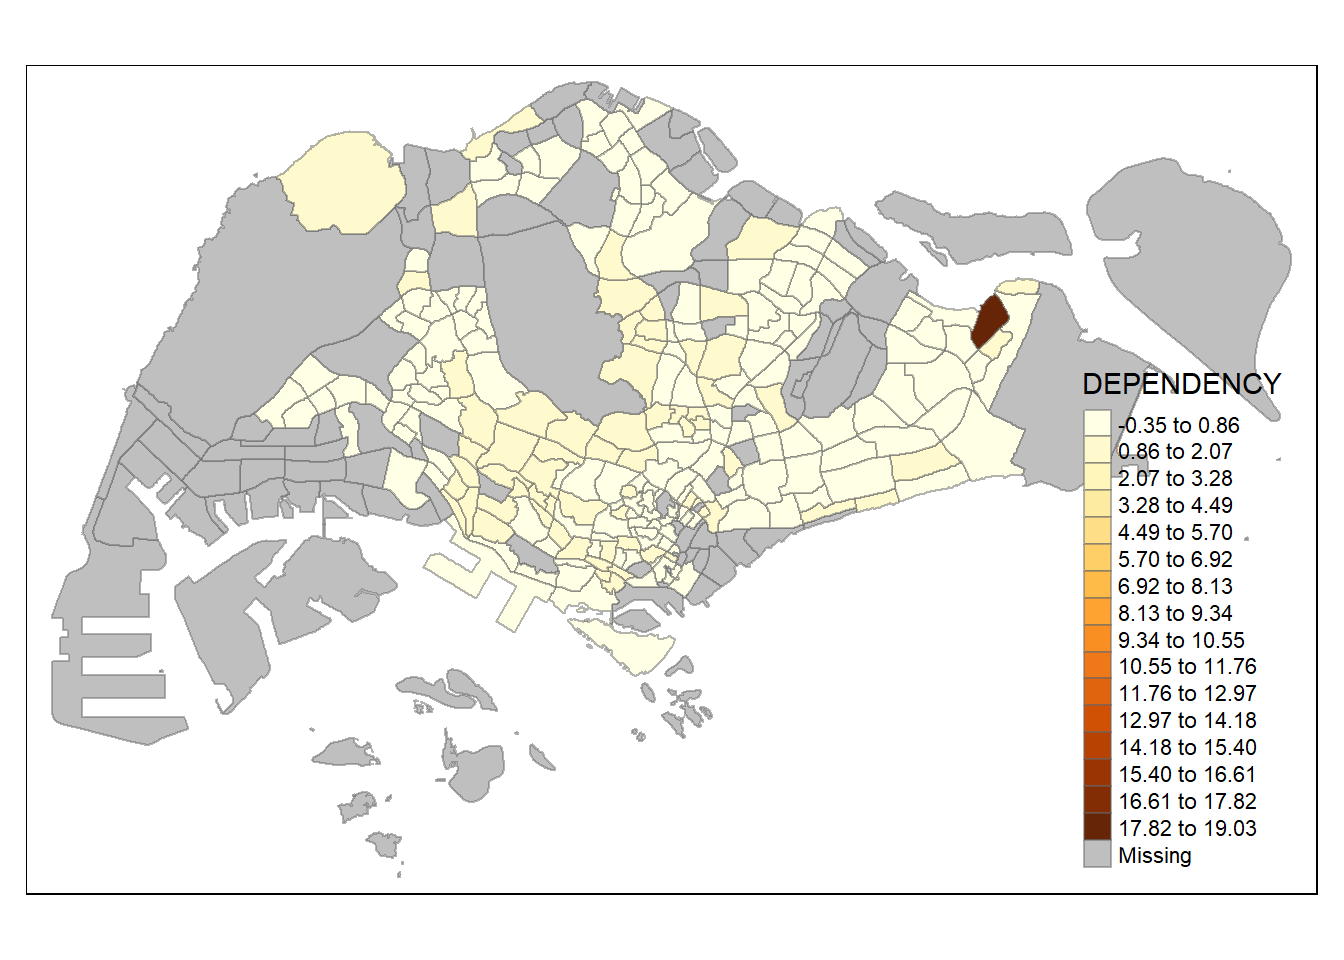 DEPENDENCY
-0.35 to 0.86
0.86 to 2.07
2.07 to 3.28
3.28 to 4.49
4.49 to 5.70
5.70 to 6.92
6.92 to 8.13
8.13 to 9.34
9.34 to 10.55
10.55 to 11.76
11.76 to 12.97
12.97 to 14.18
14.18 to 15.40
15.40 to 16.61
16.61 to 17.82
17.82 to 19.03
Missing